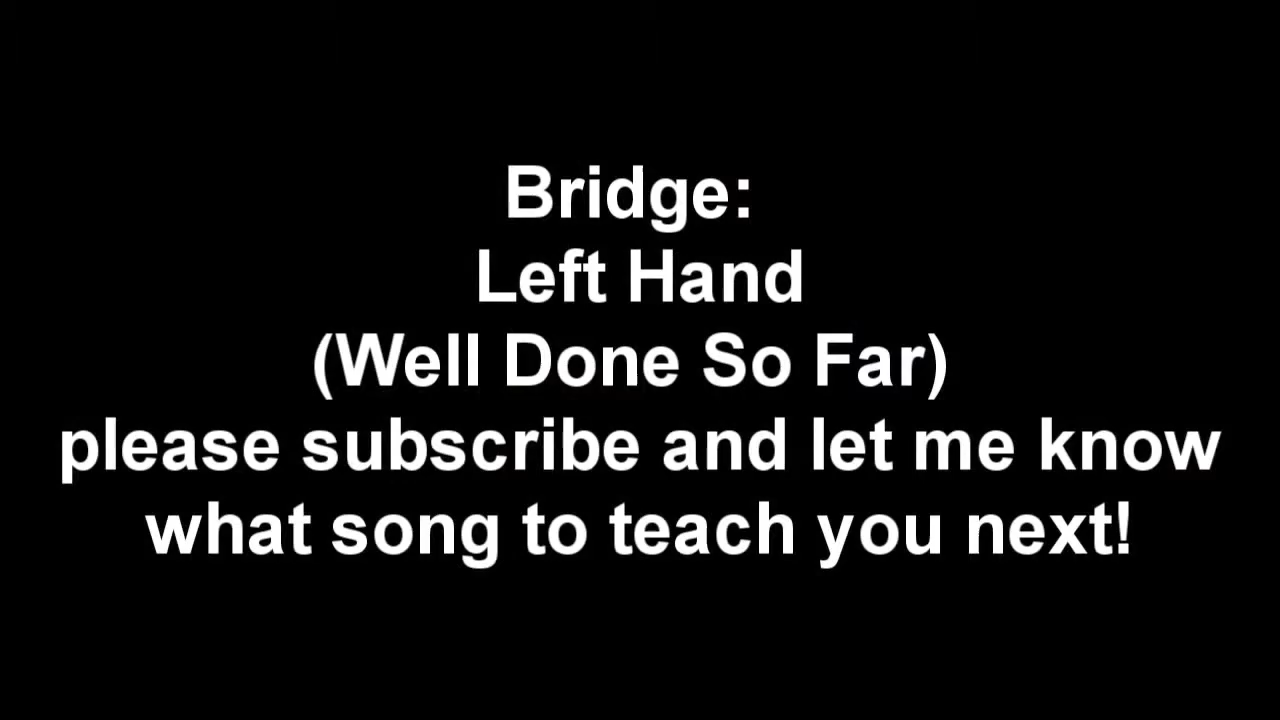 Bridge:
Left Hand
(Well Done So Far)
please subscribe and let me know
what song to teach you next!